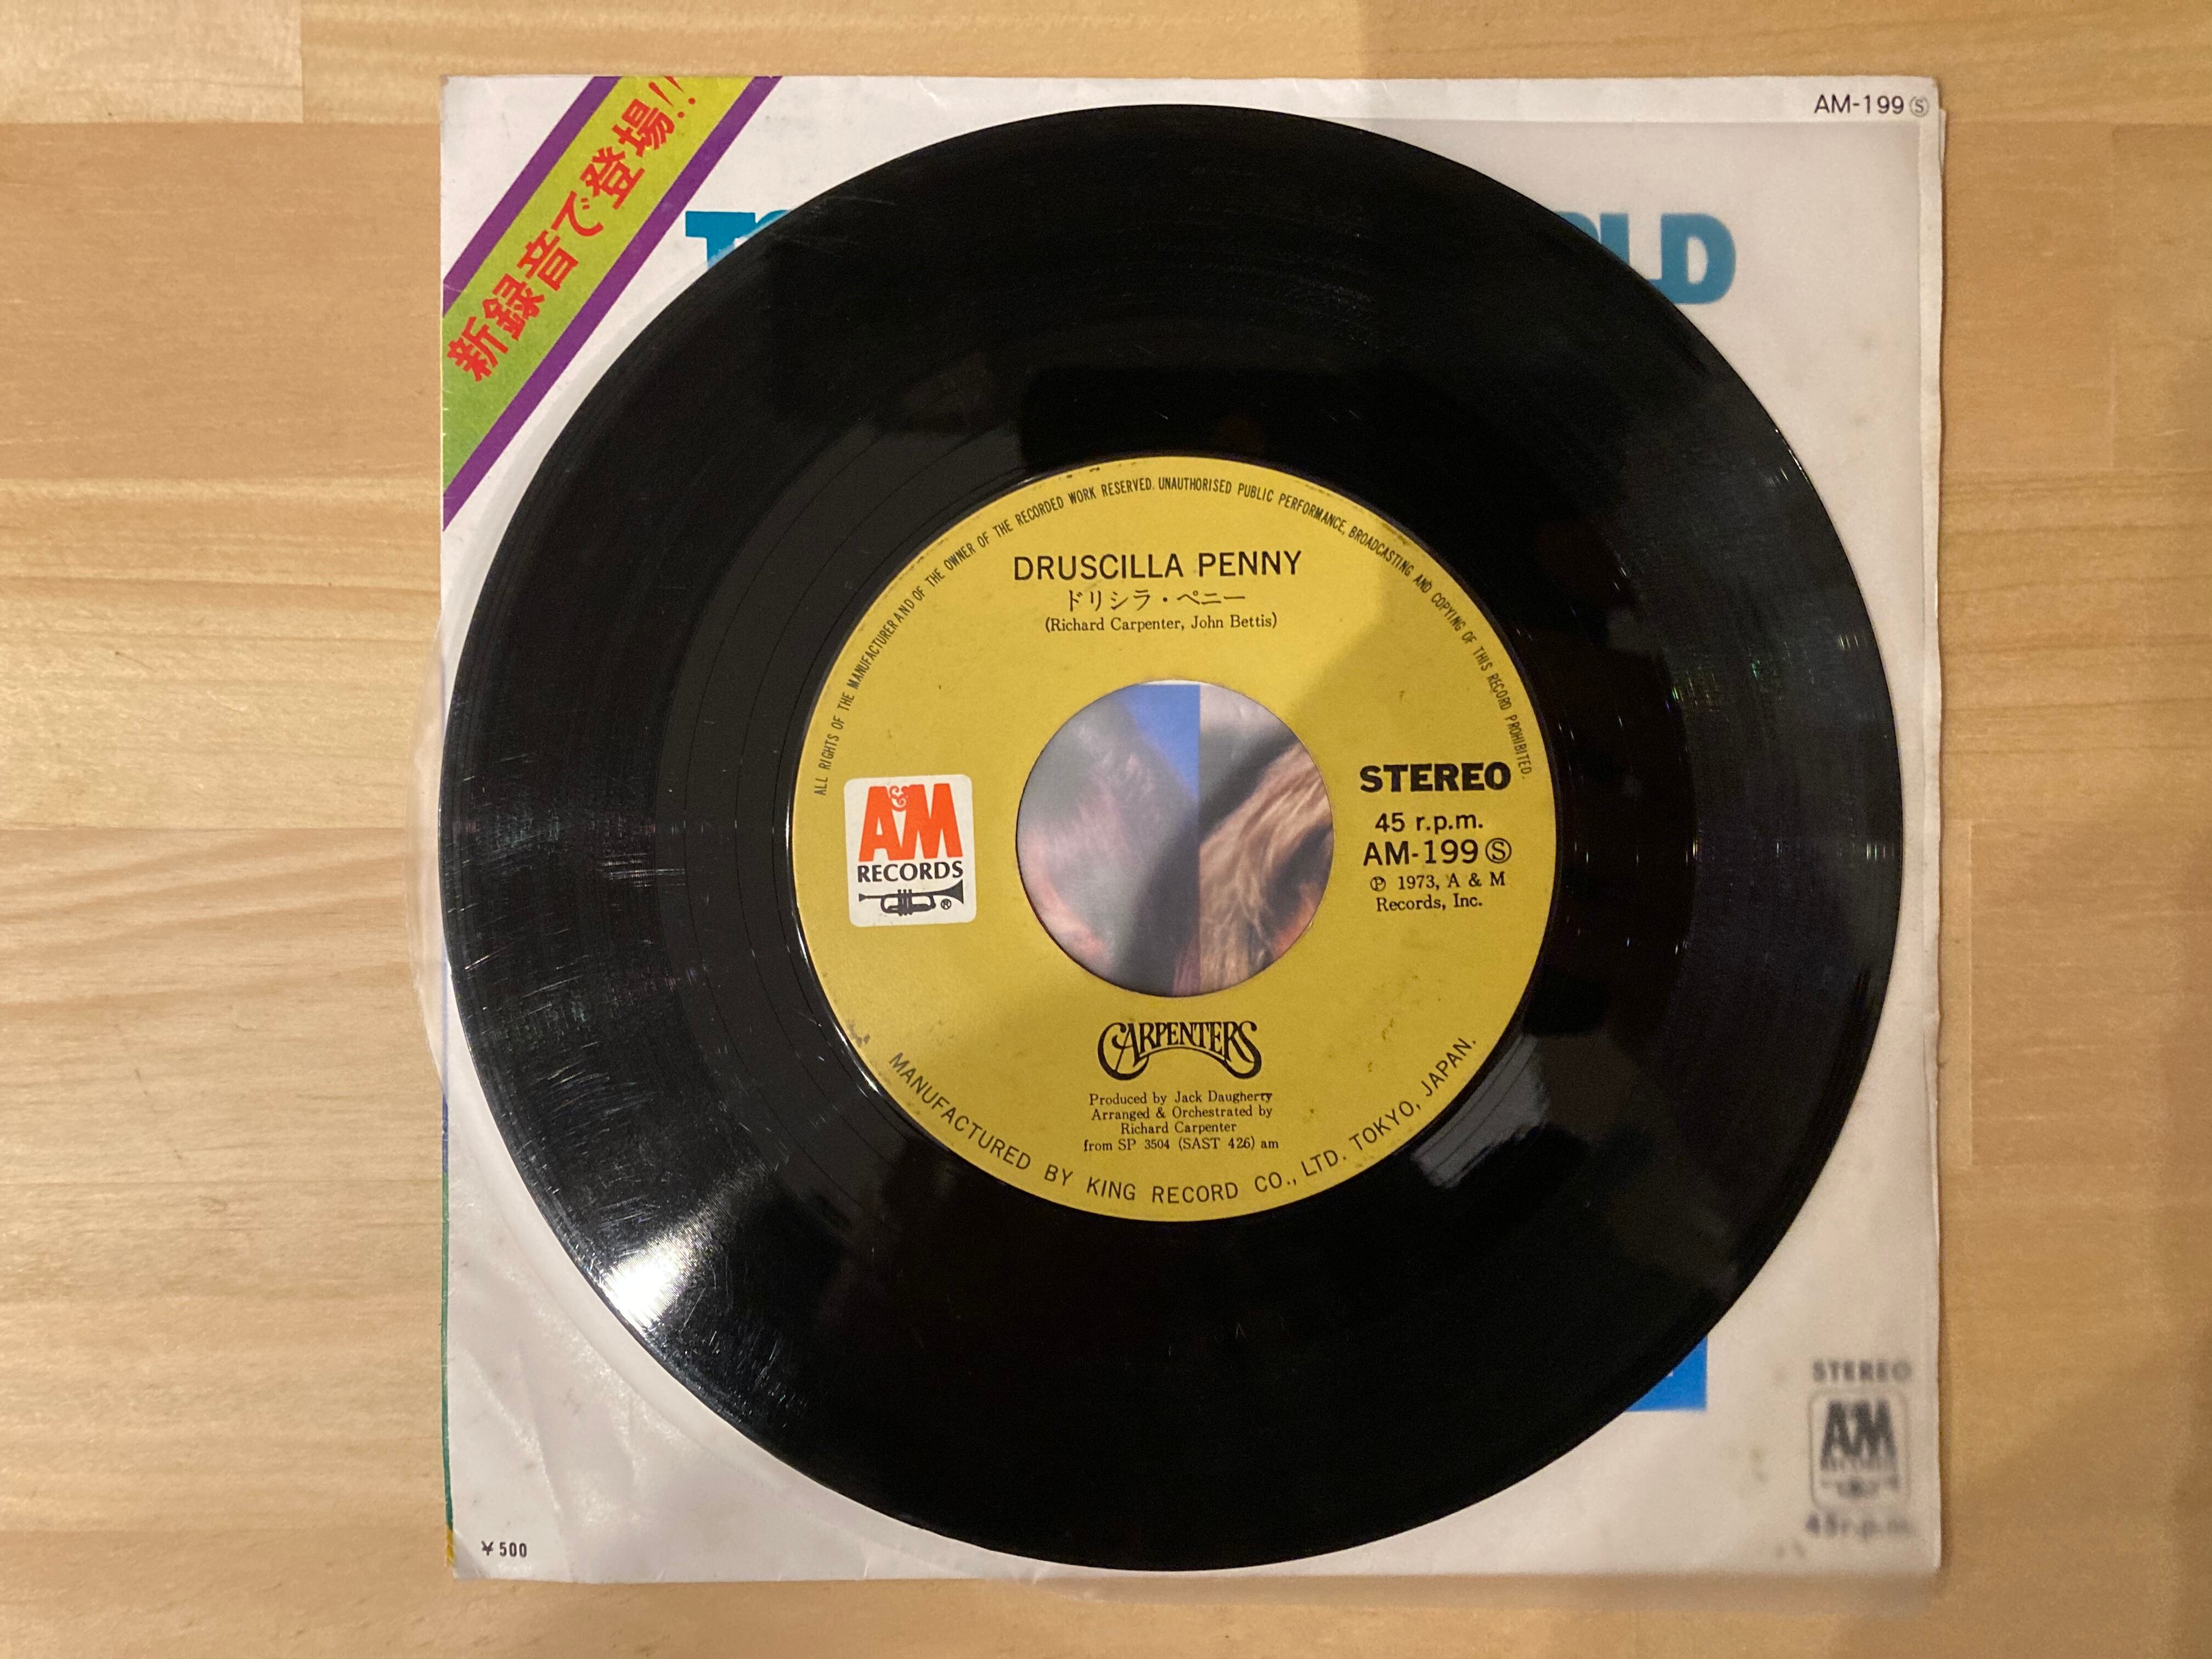 新録音で登場!!
AM-199Ⓢ
LD
ALL RIGHTS OF THE MANUFACTURER AND OF THE OWNER OF THE RECORDED WORK RESERVED. UNAUTHORISED PUBLIC PERFORMANCE, BROADCASTING AND COPYING OF THIS RECORD PROHIBITED.
DRUSCILLA PENNY
ドリシラ・ペニー
(Richard Carpenter, John Bettis)
A&M
RECORDS
®
STEREO
45 r.p.m.
AM-199Ⓢ
℗ 1973, A & M
Records, Inc.
CARPENTERS
Produced by Jack Daugherty
Arranged & Orchestrated by
Richard Carpenter
from SP 3504 (SAST 426) am
MANUFACTURED BY KING RECORD CO., LTD. TOKYO, JAPAN.
STEREO
A&M
45 r.p.m.
¥500